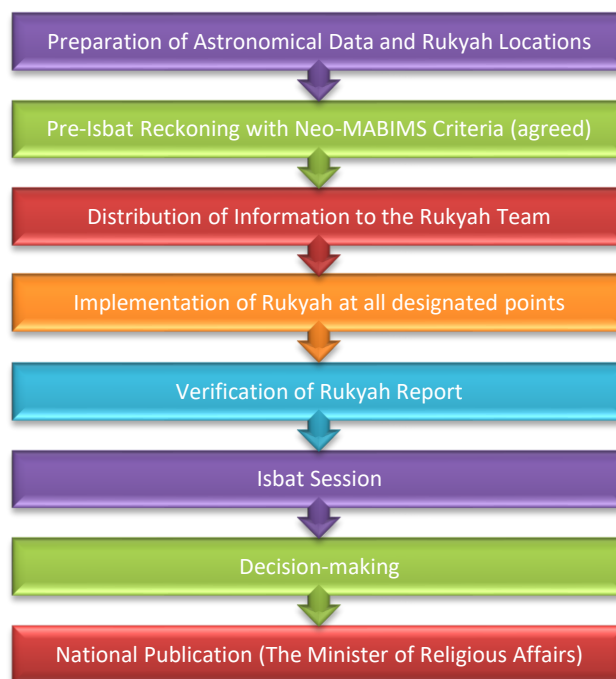 Preparation of Astronomical Data and Rukyah Locations
Pre-Isbat Reckoning with Neo-MABIMS Criteria (agreed)
Distribution of Information to the Rukyah Team
Implementation of Rukyah at all designated points
Verification of Rukyah Report
Isbat Session
Decision-making
National Publication (The Minister of Religious Affairs)